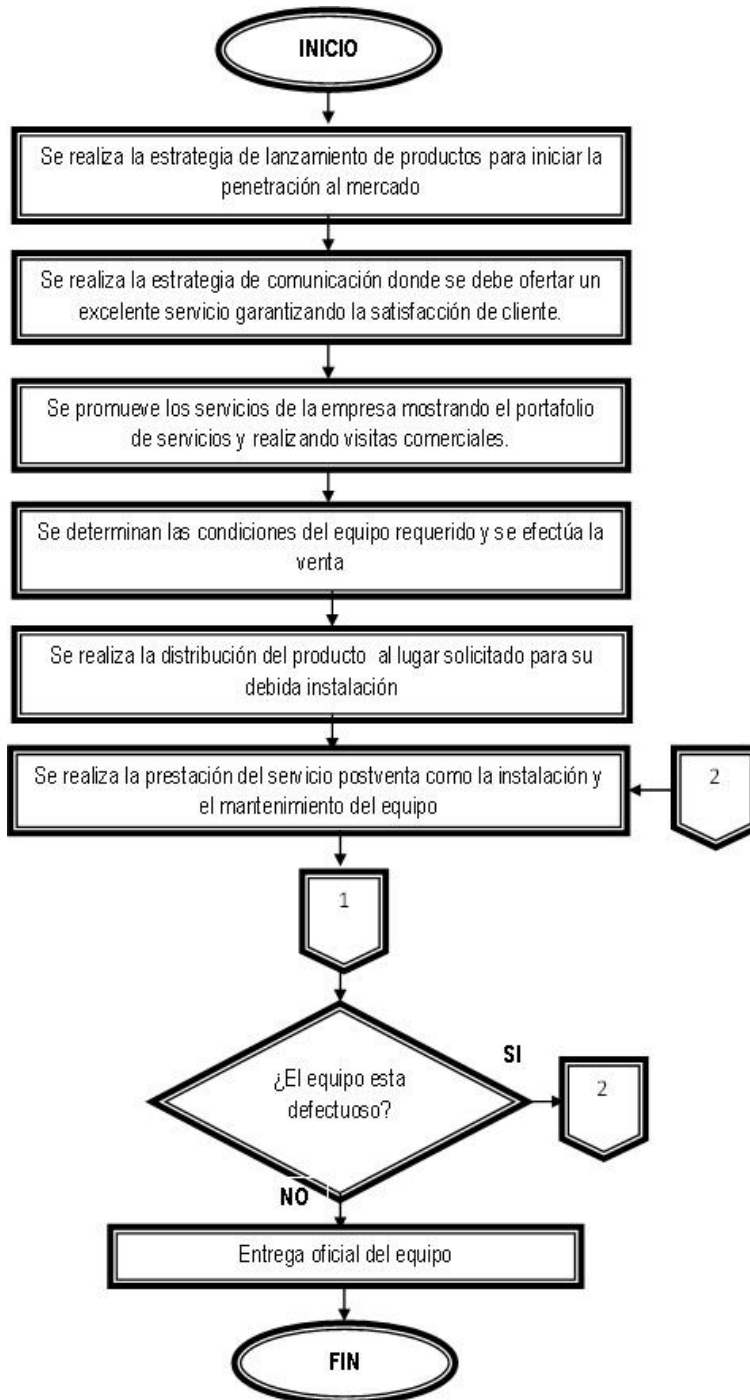 INICIO
Se realiza la estrategia de lanzamiento de productos para iniciar la
penetración al mercado
Se realiza la estrategia de comunicación donde se debe ofertar un
excelente servicio garantizando la satisfacción de cliente.
Se promueve los servicios de la empresa mostrando el portafolio
de servicios y realizando visitas comerciales.
Se determinan las condiciones del equipo requerido y se efectúa la
venta
Se realiza la distribución del producto al lugar solicitado para su
debida instalación
Se realiza la prestación del servicio postventa como la instalación y
el mantenimiento del equipo
2
1
¿El equipo esta
defectuoso?
SI
2
NO
Entrega oficial del equipo
FIN